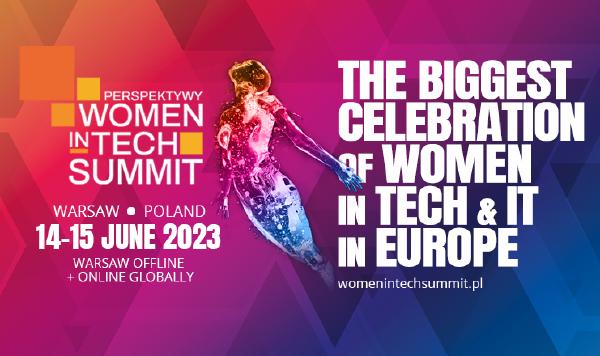 PERSPEKTYWY
WOMEN
IN TECH
SUMMIT
WARSAW • POLAND
14-15 JUNE 2023
WARSAW OFFLINE
+ ONLINE GLOBALLY
THE BIGGEST
CELEBRATION
OF WOMEN
IN TECH & IT
IN EUROPE
womenintechsummit.pl